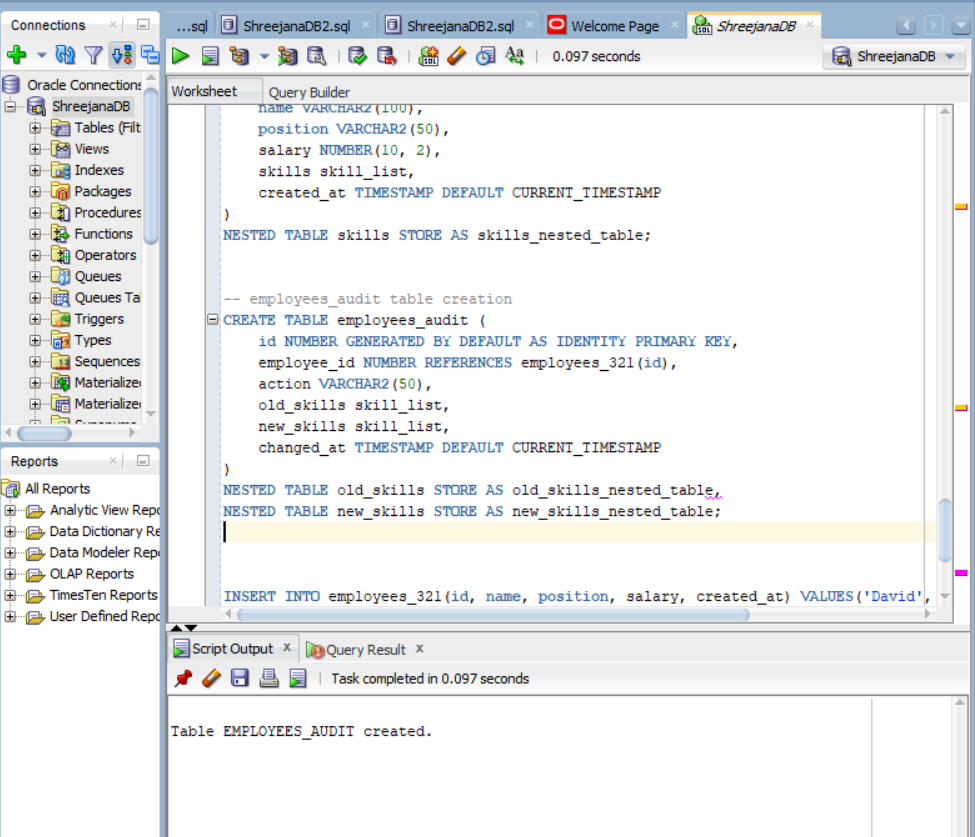 Connections
...sql
ShreejanaDB2.sql
ShreejanaDB2.sql
Welcome Page
ShreejanaDB
0.097 seconds
ShreejanaDB
Oracle Connections
ShreejanaDB
Tables (Filt
Views
Indexes
Packages
Procedures
Functions
Operators
Queues
Queues Ta
Triggers
Types
Sequences
Materialize
Materialize
Worksheet
Query Builder
name VARCHAR2(100),
position VARCHAR2(50),
salary NUMBER(10, 2),
skills skill_list,
created_at TIMESTAMP DEFAULT CURRENT_TIMESTAMP
)
NESTED TABLE skills STORE AS skills_nested_table;
-- employees_audit table creation
CREATE TABLE employees_audit (
id NUMBER GENERATED BY DEFAULT AS IDENTITY PRIMARY KEY,
employee_id NUMBER REFERENCES employees_321(id),
action VARCHAR2(50),
old_skills skill_list,
new_skills skill_list,
changed_at TIMESTAMP DEFAULT CURRENT_TIMESTAMP
)
NESTED TABLE old_skills STORE AS old_skills_nested_table,
NESTED TABLE new_skills STORE AS new_skills_nested_table;
INSERT INTO employees_321(id, name, position, salary, created_at) VALUES('David',
Reports
All Reports
Analytic View Repo
Data Dictionary Re
Data Modeler Repo
OLAP Reports
TimesTen Reports
User Defined Repo
Script Output
Query Result
Task completed in 0.097 seconds
Table EMPLOYEES_AUDIT created.